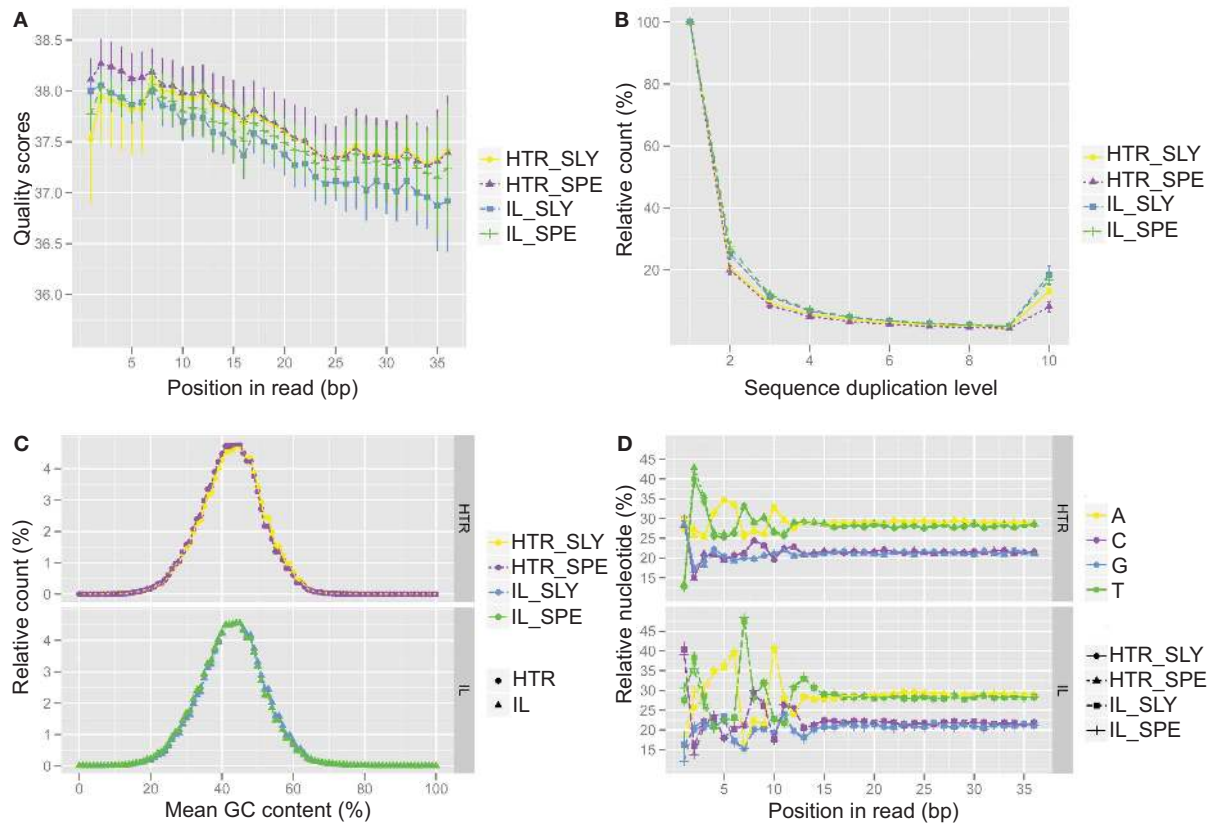 A
38.5
38.0
37.5
37.0
36.5
36.0
Quality scores
5 10 15 20 25 30 35
Position in read (bp)
HTR_SLY
HTR_SPE
IL_SLY
IL_SPE
B
100
80
60
40
20
Relative count (%)
2 4 6 8 10
Sequence duplication level
HTR_SLY
HTR_SPE
IL_SLY
IL_SPE
C
4
3
2
1
0
HTR
4
3
2
1
0
IL
Relative count (%)
0 20 40 60 80 100
Mean GC content (%)
HTR_SLY
HTR_SPE
IL_SLY
IL_SPE
HTR
IL
D
45
40
35
30
25
20
15
HTR
45
40
35
30
25
20
15
IL
Relative nucleotide (%)
5 10 15 20 25 30 35
Position in read (bp)
A
C
G
T
HTR_SLY
HTR_SPE
IL_SLY
IL_SPE